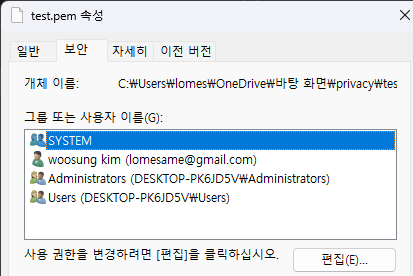 test.pem 속성
일반 보안 자세히 이전 버전
개체 이름: C:₩Users₩lomes₩OneDrive₩바탕 화면₩privacy₩tes
그룹 또는 사용자 이름(G):
SYSTEM
woosung kim (lomesame@gmail.com)
Administrators (DESKTOP-PK6JD5V₩Administrators)
Users (DESKTOP-PK6JD5V₩Users)
사용 권한을 변경하려면 [편집]을 클릭하십시오. 편집(E)...